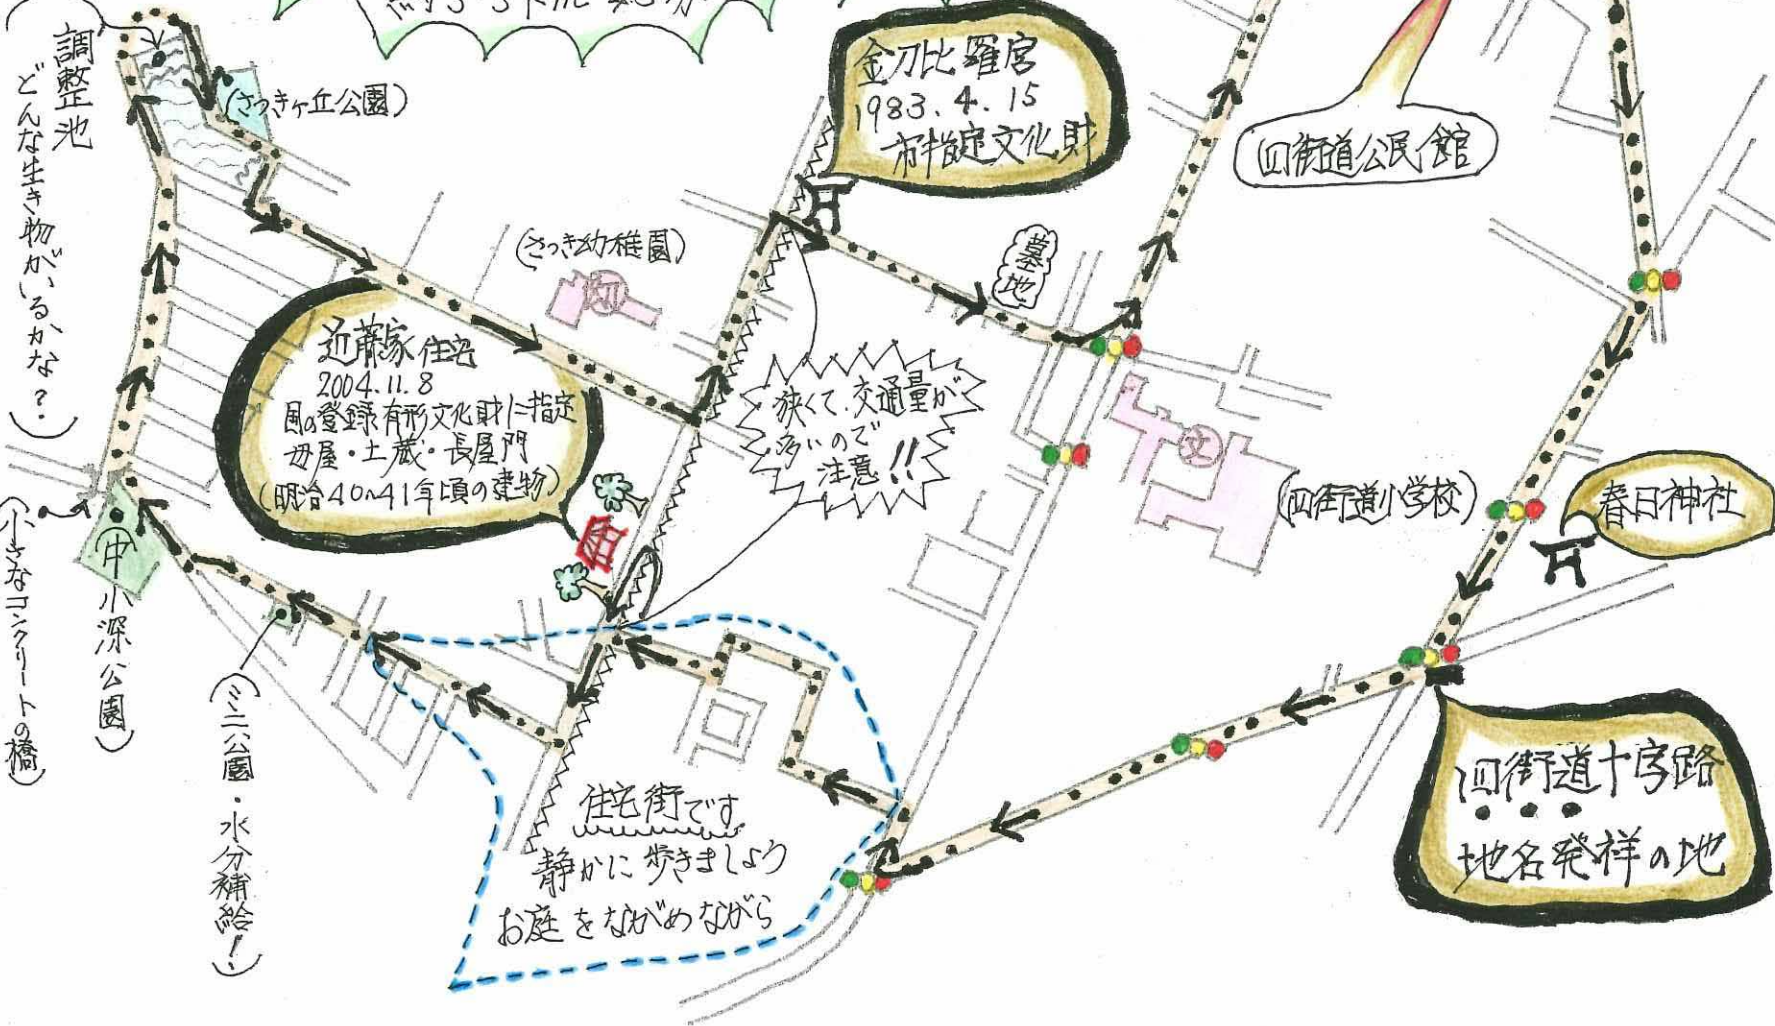 調整池
どんな生き物がいるかな?
(さつきヶ丘公園)
金刀比羅宮
1983.4.15
市指定文化財
四街道公民館
(さつき幼稚園)
幼
墓地
近藤家住宅
2004.11.8
国の登録有形文化財に指定
母屋・土蔵・長屋門
(明治40~41年頃の建物)
狭くて、交通量が
多いので
注意!!
文
(四街道小学校)
春日神社
(中小深公園)
(小さなコンクリートの橋)
(ミニ公園・水分補給!)
住宅街です
静かに歩きましょう
お庭をながめながら
四街道十字路
地名発祥の地